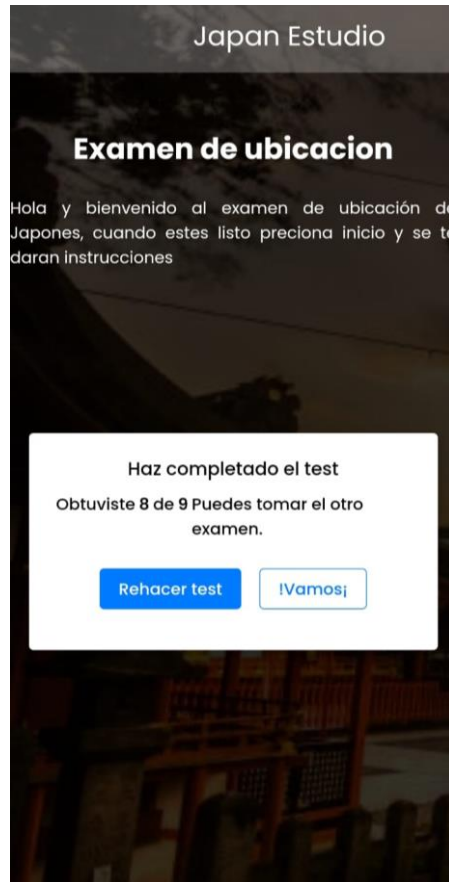 Japan Estudio
Examen de ubicacion
Hola y bienvenido al examen de ubicación de
Japones, cuando estes listo preciona inicio y se te
daran instrucciones
Haz completado el test
Obtuviste 8 de 9 Puedes tomar el otro
examen.
Rehacer test
!Vamos¡